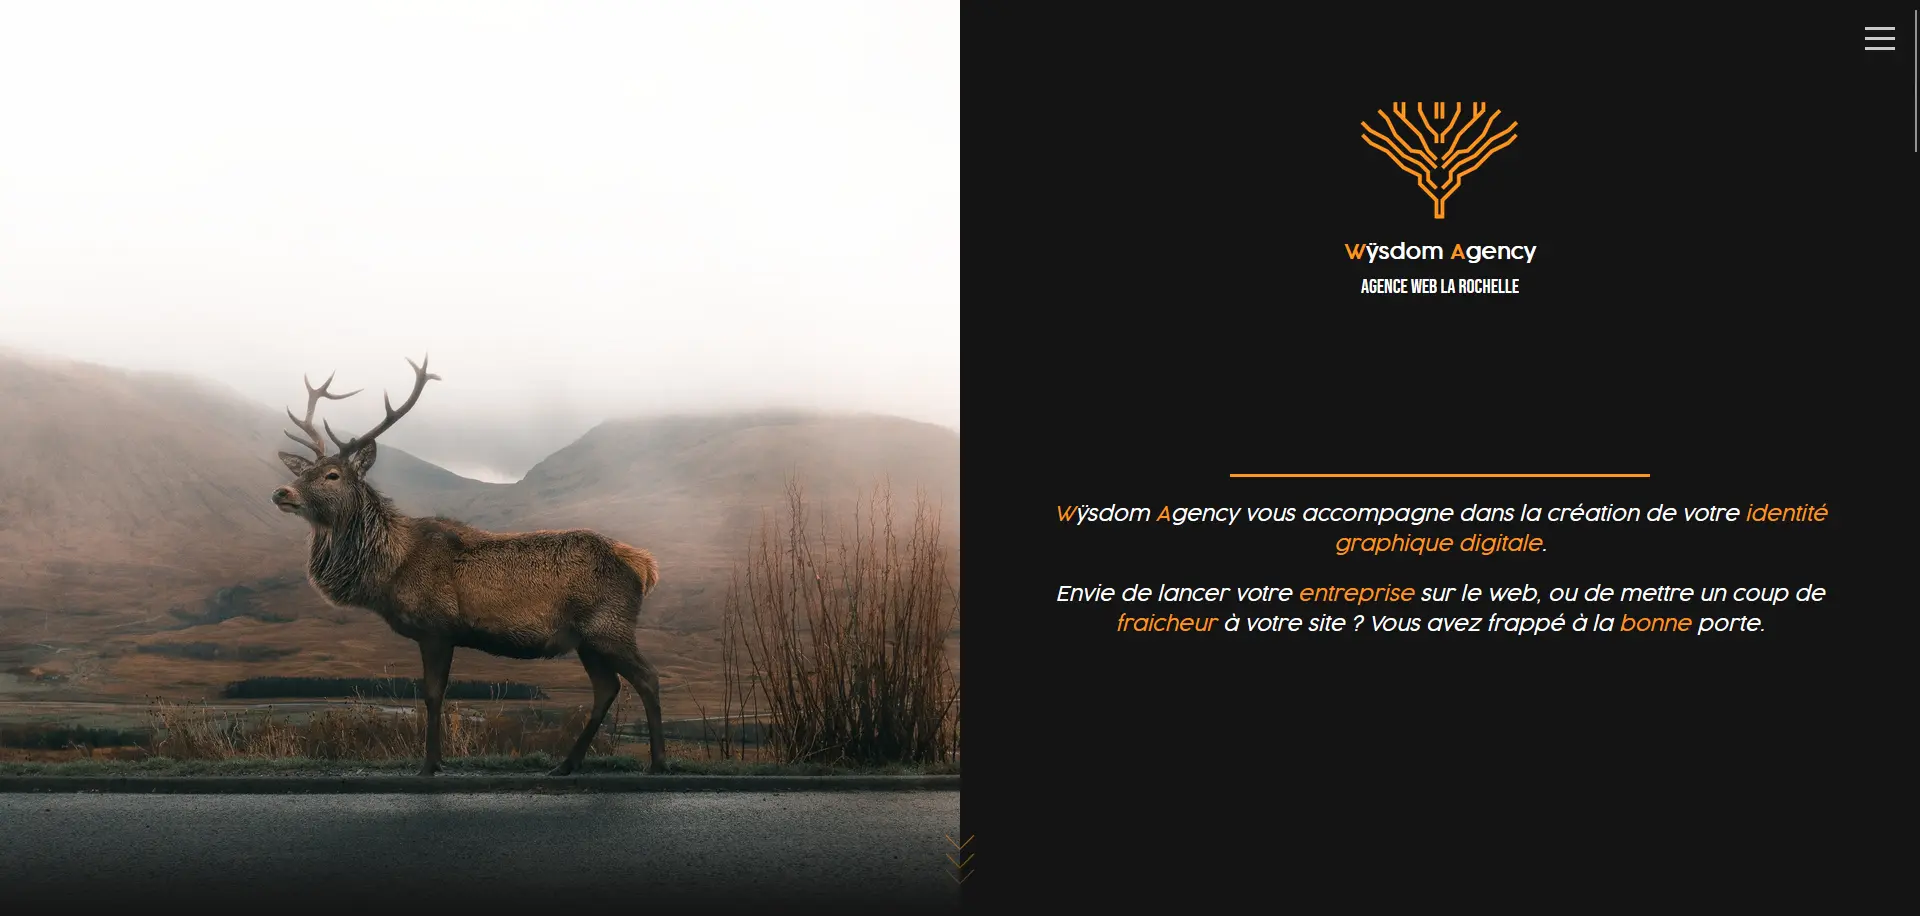 Wÿsdom Agency
AGENCE WEB LA ROCHELLE
Wÿsdom Agency vous accompagne dans la création de votre identité
graphique digitale.
Envie de lancer votre entreprise sur le web, ou de mettre un coup de
fraicheur à votre site ? Vous avez frappé à la bonne porte.